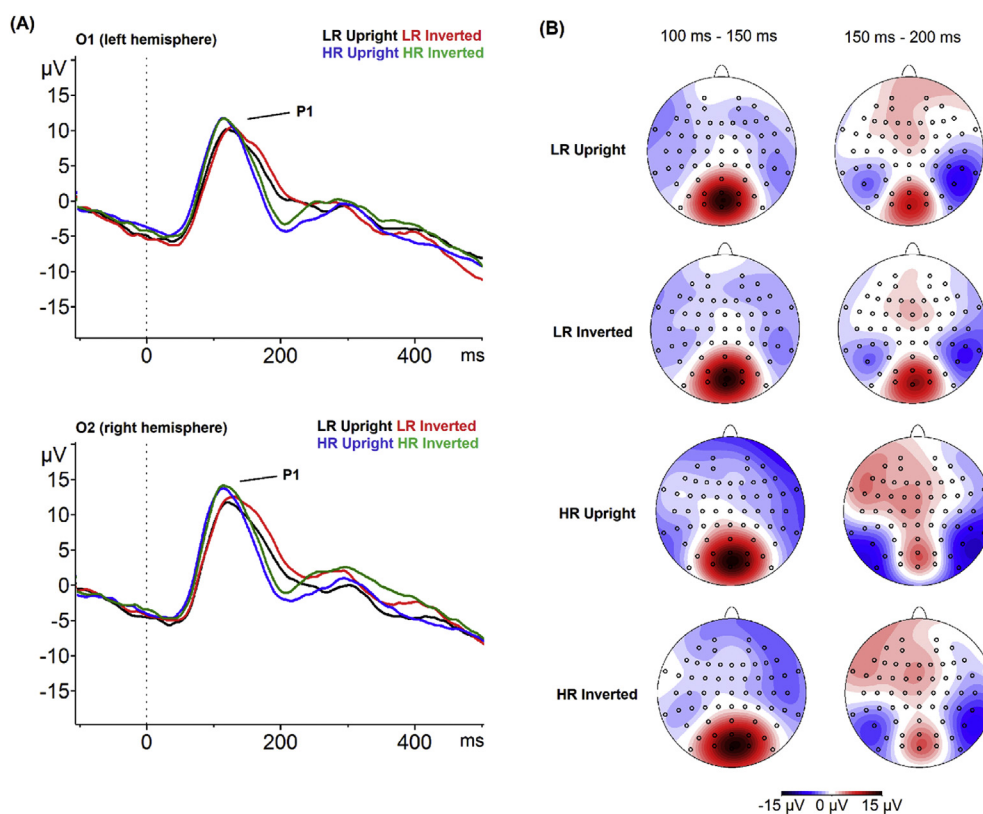 (A)
O1 (left hemisphere)
LR Upright LR Inverted
HR Upright HR Inverted
µV
15
10
5
0
-5
-10
-15
P1
0
200
400
ms
O2 (right hemisphere)
LR Upright LR Inverted
HR Upright HR Inverted
µV
15
10
5
0
-5
-10
-15
P1
0
200
400
ms
(B)
100 ms - 150 ms
150 ms - 200 ms
LR Upright
LR Inverted
HR Upright
HR Inverted
-15 µV 0 µV 15 µV